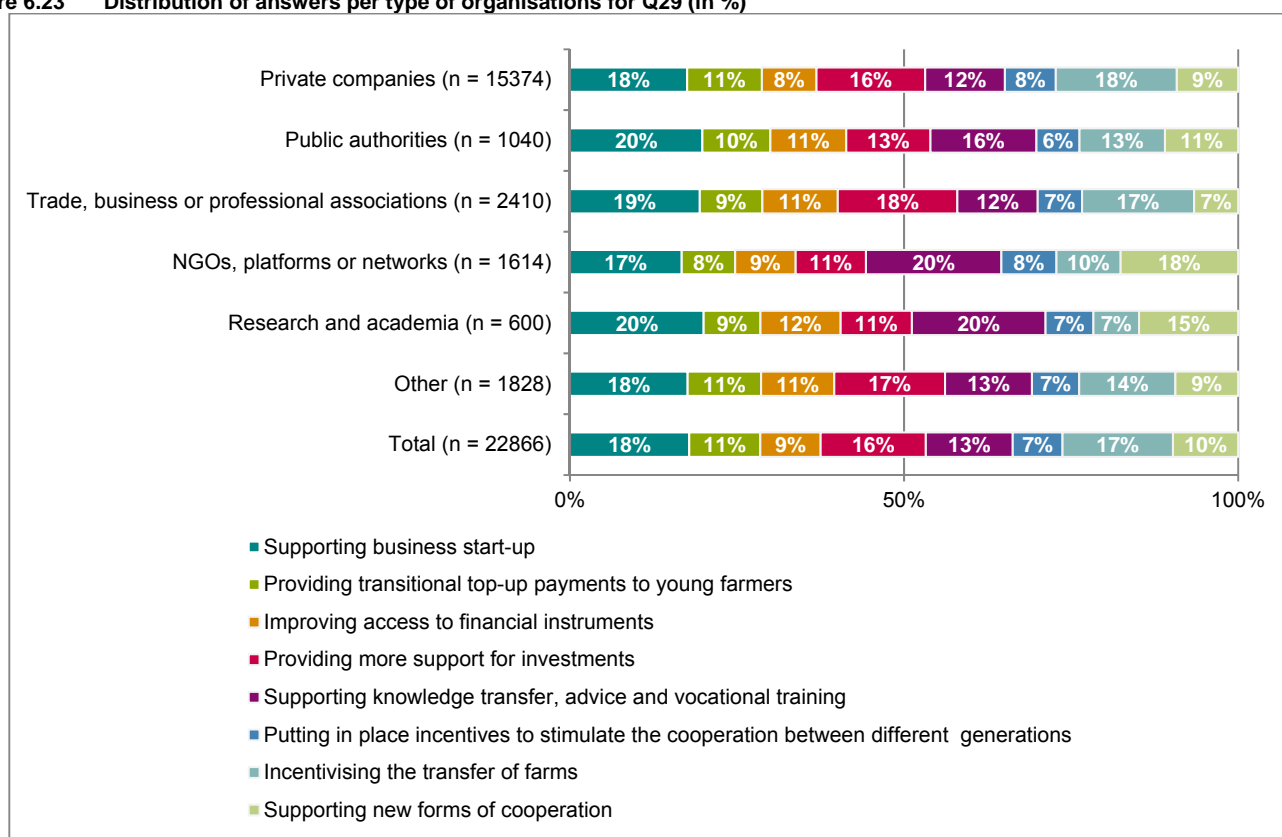 re 6.23 Distribution of answers per type of organisations for Q29 (in %)
Private companies (n = 15374) 18% 11% 8% 16% 12% 8% 18% 9%
Public authorities (n = 1040) 20% 10% 11% 13% 16% 6% 13% 11%
Trade, business or professional associations (n = 2410) 19% 9% 11% 18% 12% 7% 17% 7%
NGOs, platforms or networks (n = 1614) 17% 8% 9% 11% 20% 8% 10% 18%
Research and academia (n = 600) 20% 9% 12% 11% 20% 7% 7% 15%
Other (n = 1828) 18% 11% 11% 17% 13% 7% 14% 9%
Total (n = 22866) 18% 11% 9% 16% 13% 7% 17% 10%
0% 50% 100%
Supporting business start-up
Providing transitional top-up payments to young farmers
Improving access to financial instruments
Providing more support for investments
Supporting knowledge transfer, advice and vocational training
Putting in place incentives to stimulate the cooperation between different generations
Incentivising the transfer of farms
Supporting new forms of cooperation